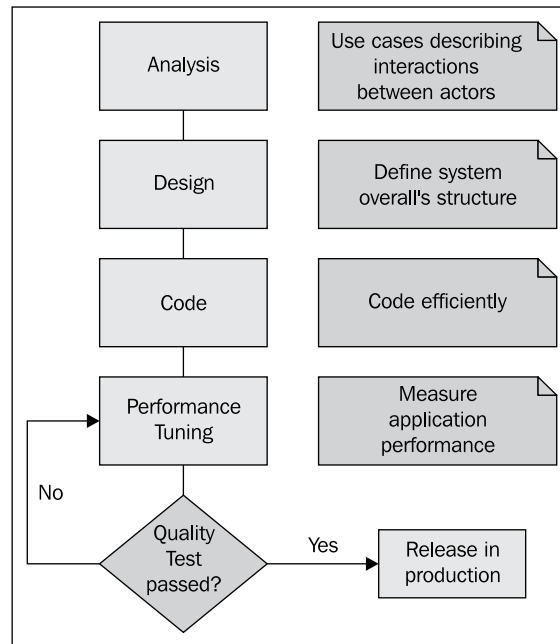 Analysis
Use cases describing
interactions
between actors
Design
Define system
overall's structure
Code
Code efficiently
Performance
Tuning
Measure
application
performance
No
Quality
Test
passed?
Yes
Release in
production